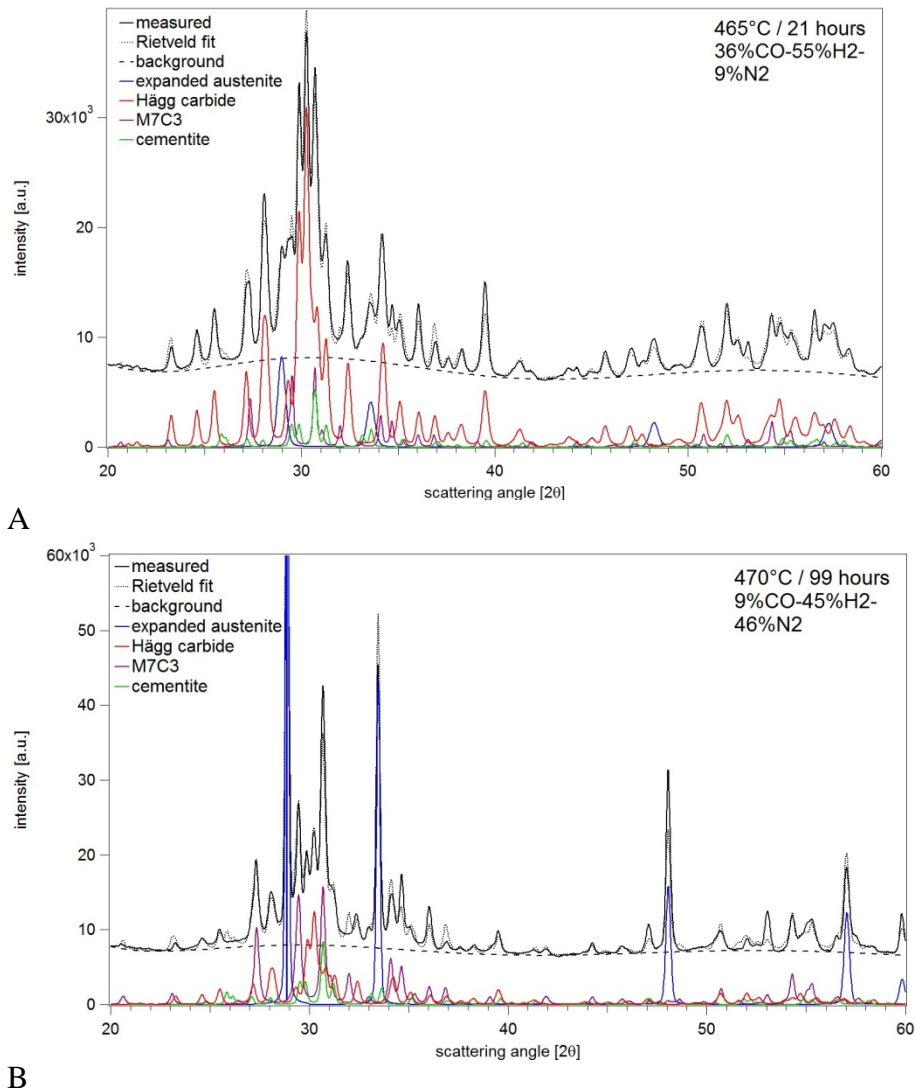 measured
Rietveld fit
background
expanded austenite
Hägg carbide
M7C3
cementite
465°C / 21 hours
36%CO-55%H2-
9%N2
30x10³
20
10
0
intensity [a.u.]
20
30
40
50
60
scattering angle [2θ]
A
60x10³
50
40
30
20
10
0
intensity [a.u.]
measured
Rietveld fit
background
expanded austenite
Hägg carbide
M7C3
cementite
470°C / 99 hours
9%CO-45%H2-
46%N2
20
30
40
50
60
scattering angle [2θ]
B